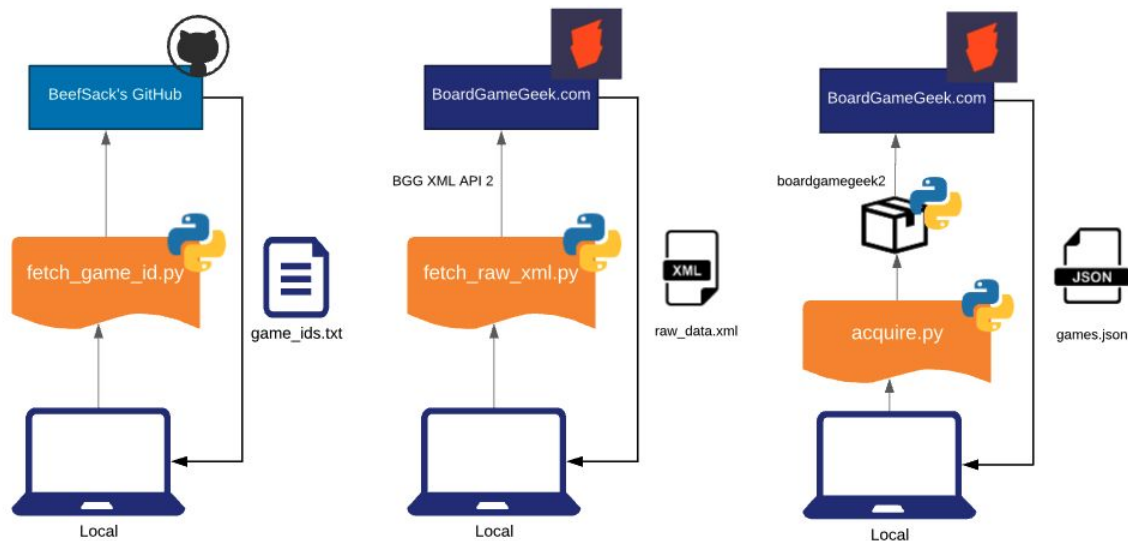 BeefSack's GitHub
fetch_game_id.py
game_ids.txt
Local
BoardGameGeek.com
BGG XML API 2
fetch_raw_xml.py
XML
raw_data.xml
Local
BoardGameGeek.com
boardgamegeek2
acquire.py
JSON
games.json
Local